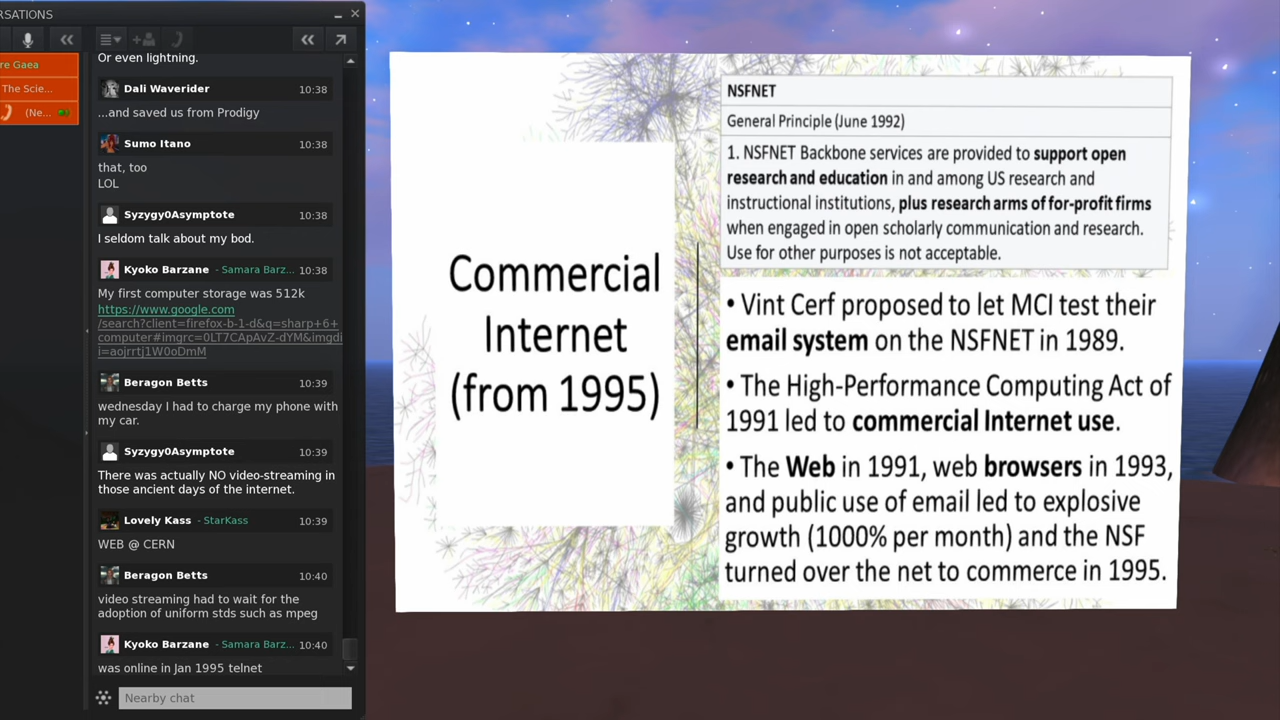 RSATIONS
re Gaea
The Scie...
(Ne...
Or even lightning.
Dali Waverider 10:38
...and saved us from Prodigy
Sumo Itano 10:38
that, too
LOL
Syzygy0Asymptote 10:38
I seldom talk about my bod.
Kyoko Barzane - Samara Barz... 10:38
My first computer storage was 512k
https://www.google.com
/search?client=firefox-b-1-d&q=sharp+6+
computer#imgrc=0LT7CApAvZ-dYM&imgdi
i=aojrrtj1W0oDmM
Beragon Betts 10:39
wednesday I had to charge my phone with
my car.
Syzygy0Asymptote 10:39
There was actually NO video-streaming in
those ancient days of the internet.
Lovely Kass - StarKass 10:39
WEB @ CERN
Beragon Betts 10:40
video streaming had to wait for the
adoption of uniform stds such as mpeg
Kyoko Barzane - Samara Barz... 10:40
was online in Jan 1995 telnet
Nearby chat
Commercial
Internet
(from 1995)
NSFNET
General Principle (June 1992)
1. NSFNET Backbone services are provided to support open
research and education in and among US research and
instructional institutions, plus research arms of for-profit firms
when engaged in open scholarly communication and research.
Use for other purposes is not acceptable.
• Vint Cerf proposed to let MCI test their
email system on the NSFNET in 1989.
• The High-Performance Computing Act of
1991 led to commercial Internet use.
• The Web in 1991, web browsers in 1993,
and public use of email led to explosive
growth (1000% per month) and the NSF
turned over the net to commerce in 1995.